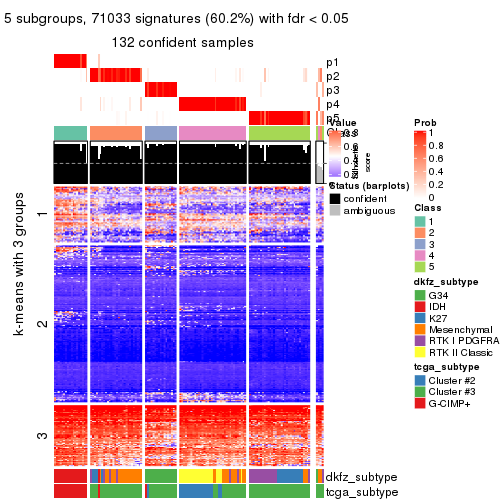 5 subgroups, 71033 signatures (60.2%) with fdr < 0.05
132 confident samples
p1
p2
p3
p4
p5
Value
Silhouette
score
Status (barplots)
confident
ambiguous
Prob
1
0.8
0.6
0.4
0.2
0
Class
1
2
3
4
5
dkfz_subtype
G34
IDH
K27
Mesenchymal
RTK I PDGFRA
RTK II Classic
tcga_subtype
Cluster #2
Cluster #3
G-CIMP+
k-means with 3 groups
1
2
3
dkfz_subtype
tcga_subtype